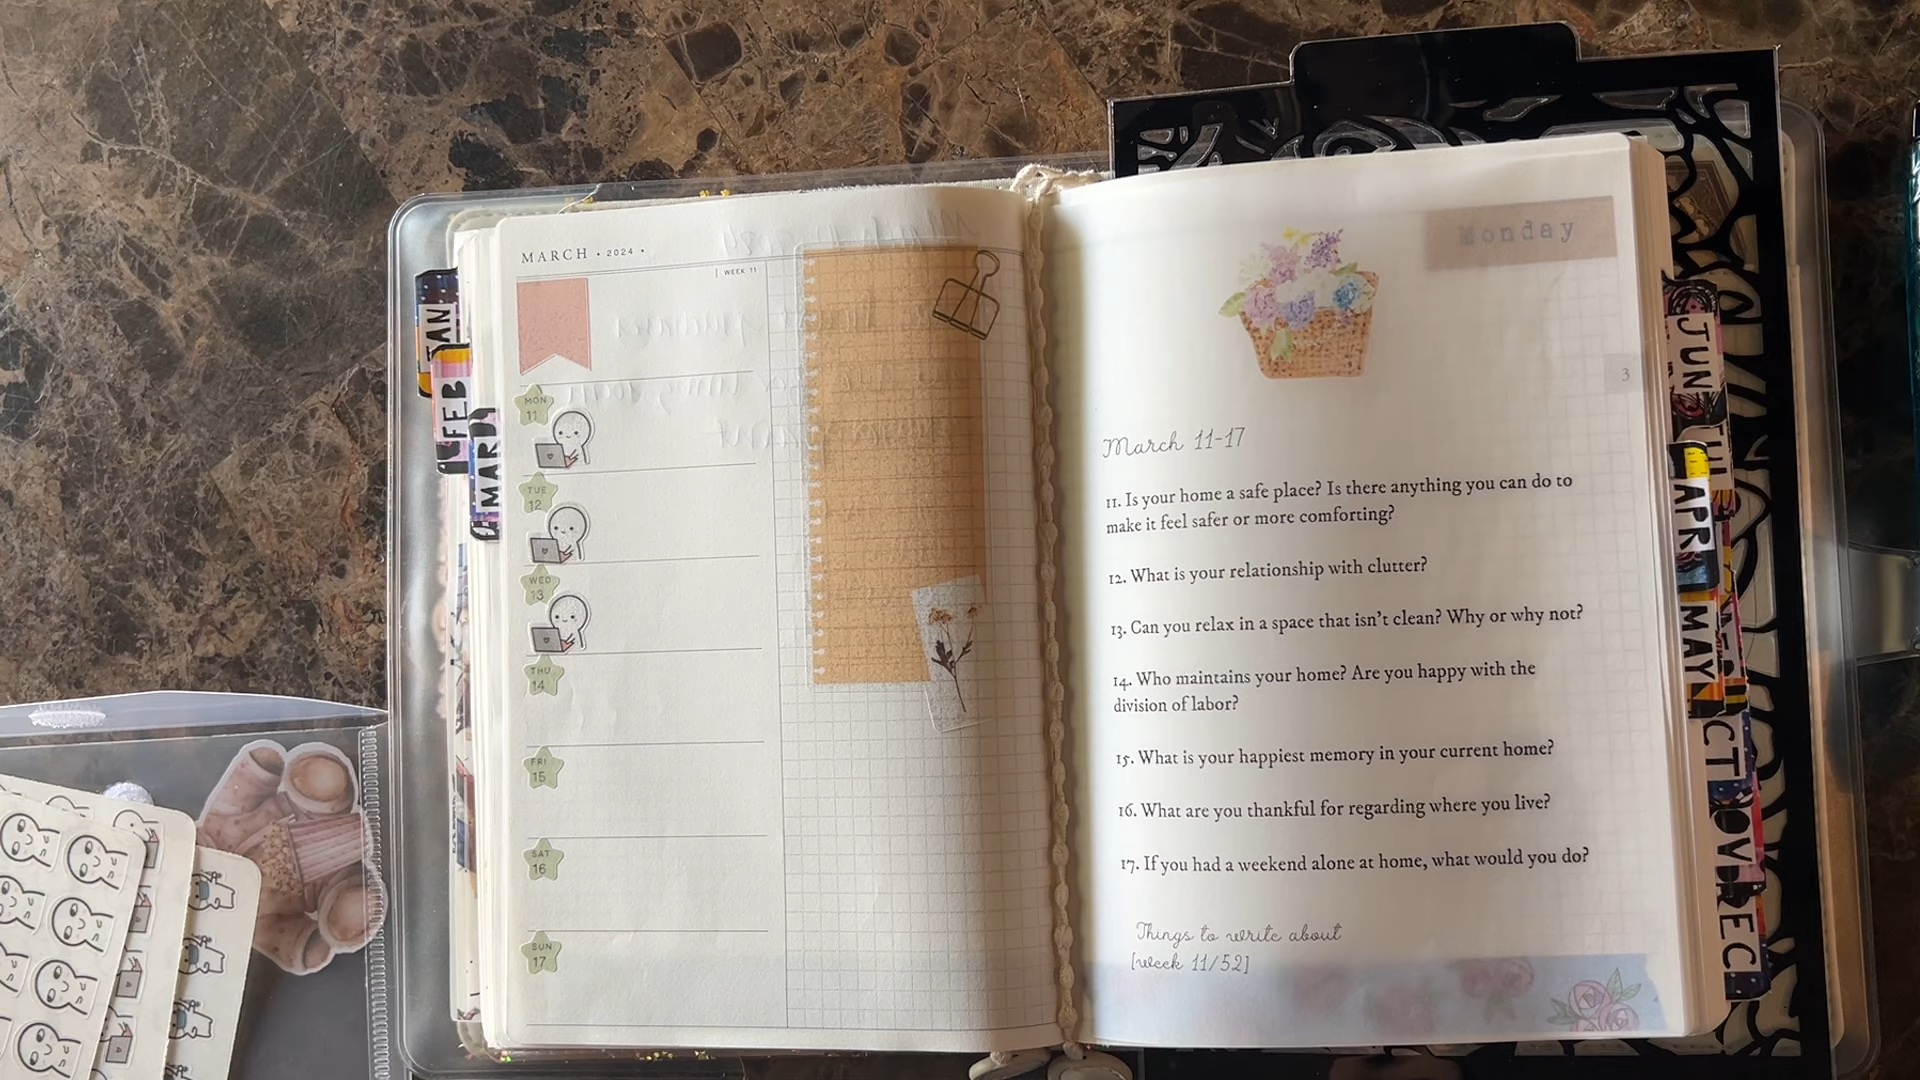 MARCH • 2024 •
WEEK 11
MON
11
TUE
12
WED
13
THU
14
FRI
15
SAT
16
SUN
17
JAN
FEB
MAR
Monday
3
March 11-17
11. Is your home a safe place? Is there anything you can do to
make it feel safer or more comforting?
12. What is your relationship with clutter?
13. Can you relax in a space that isn't clean? Why or why not?
14. Who maintains your home? Are you happy with the
division of labor?
15. What is your happiest memory in your current home?
16. What are you thankful for regarding where you live?
17. If you had a weekend alone at home, what would you do?
Things to write about
[week 11/52]
JUN
APR
MAY